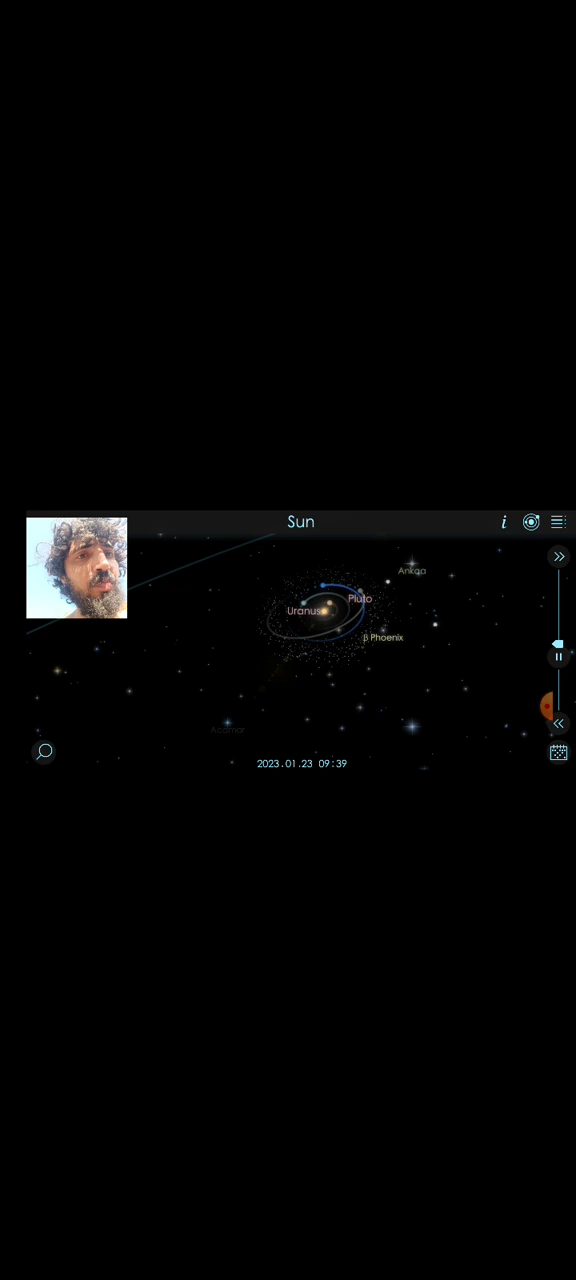 Sun
i
Ankaa
Pluto
Uranus
β Phoenix
Acamar
2023.01.23 09:39